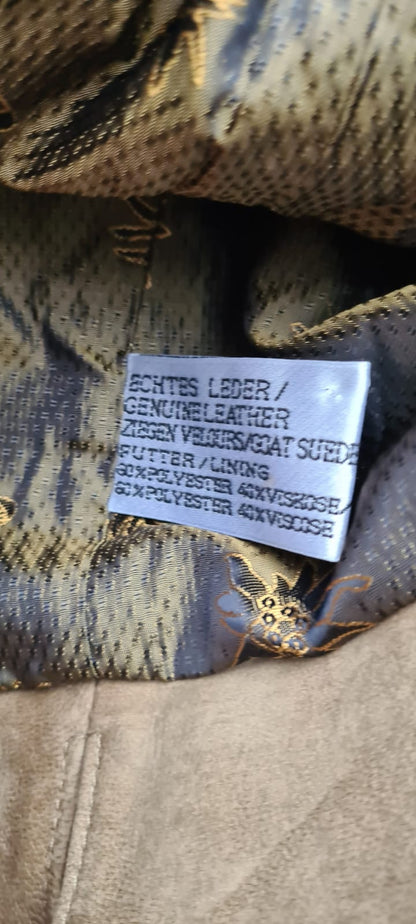 ECHTES LEDER/
GENUINELEATHER
ZIEGEN VELOURS/GOAT SUEDE
FUTTER/LINING
60%POLYESTER 40%VISKOSE/
60%POLYESTER 40%VISCOSE